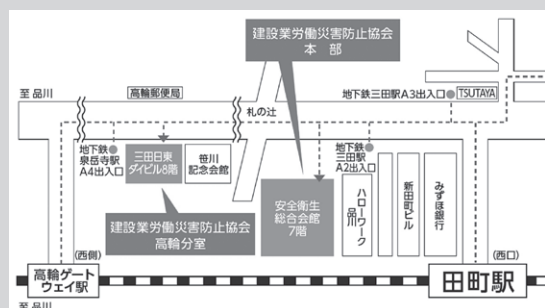 建設業労働災害防止協会
本部
至 品川
高輪郵便局
札の辻
地下鉄三田駅A3出入口
TSUTAYA
地下鉄
泉岳寺駅
A4出入口
三田日東
ダイビル8階
笹川
記念会館
地下鉄
三田駅
A2出入口
安全衛生
総合会館
7階
ハローワーク
品川
新田町ビル
みずほ銀行
建設業労働災害防止協会
高輪分室
(西側)
高輪ゲート
ウェイ駅
(西口)
田町駅
至 品川